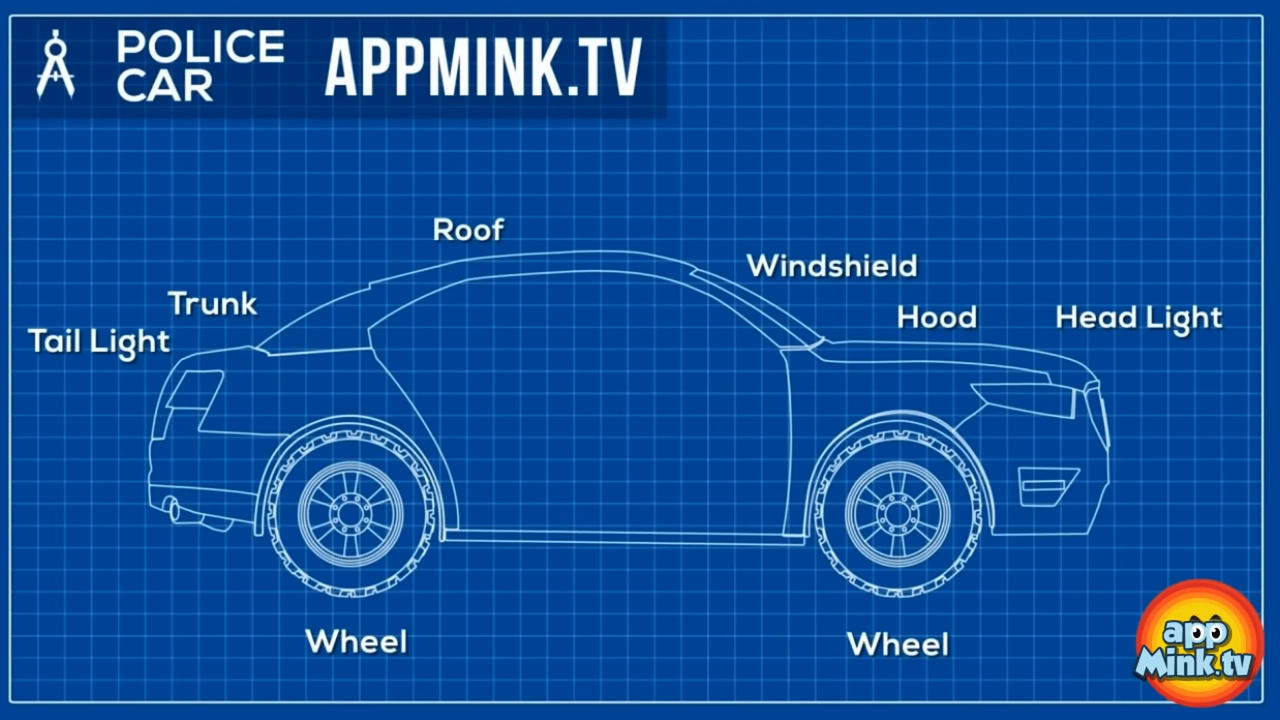 POLICE
CAR
APPMINK.TV
Roof
Windshield
Trunk
Hood
Head Light
Tail Light
Wheel
Wheel
app
Mink.tv